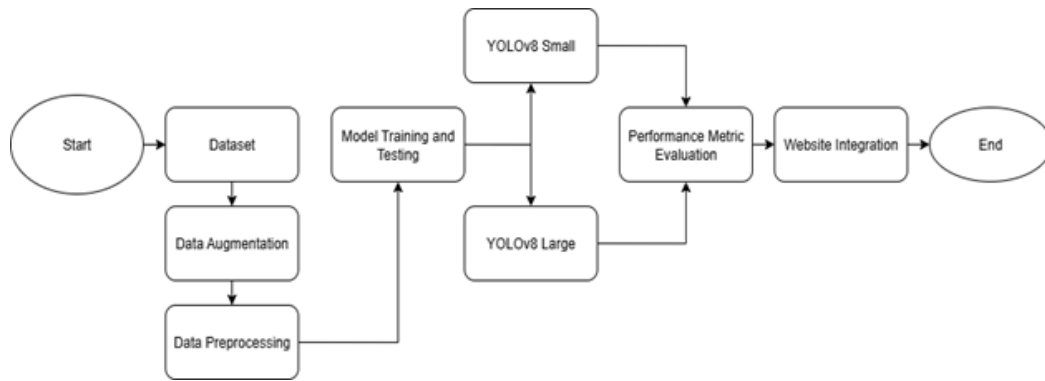 Start
Dataset
Data Augmentation
Data Preprocessing
Model Training and
Testing
YOLOv8 Small
YOLOv8 Large
Performance Metric
Evaluation
Website Integration
End